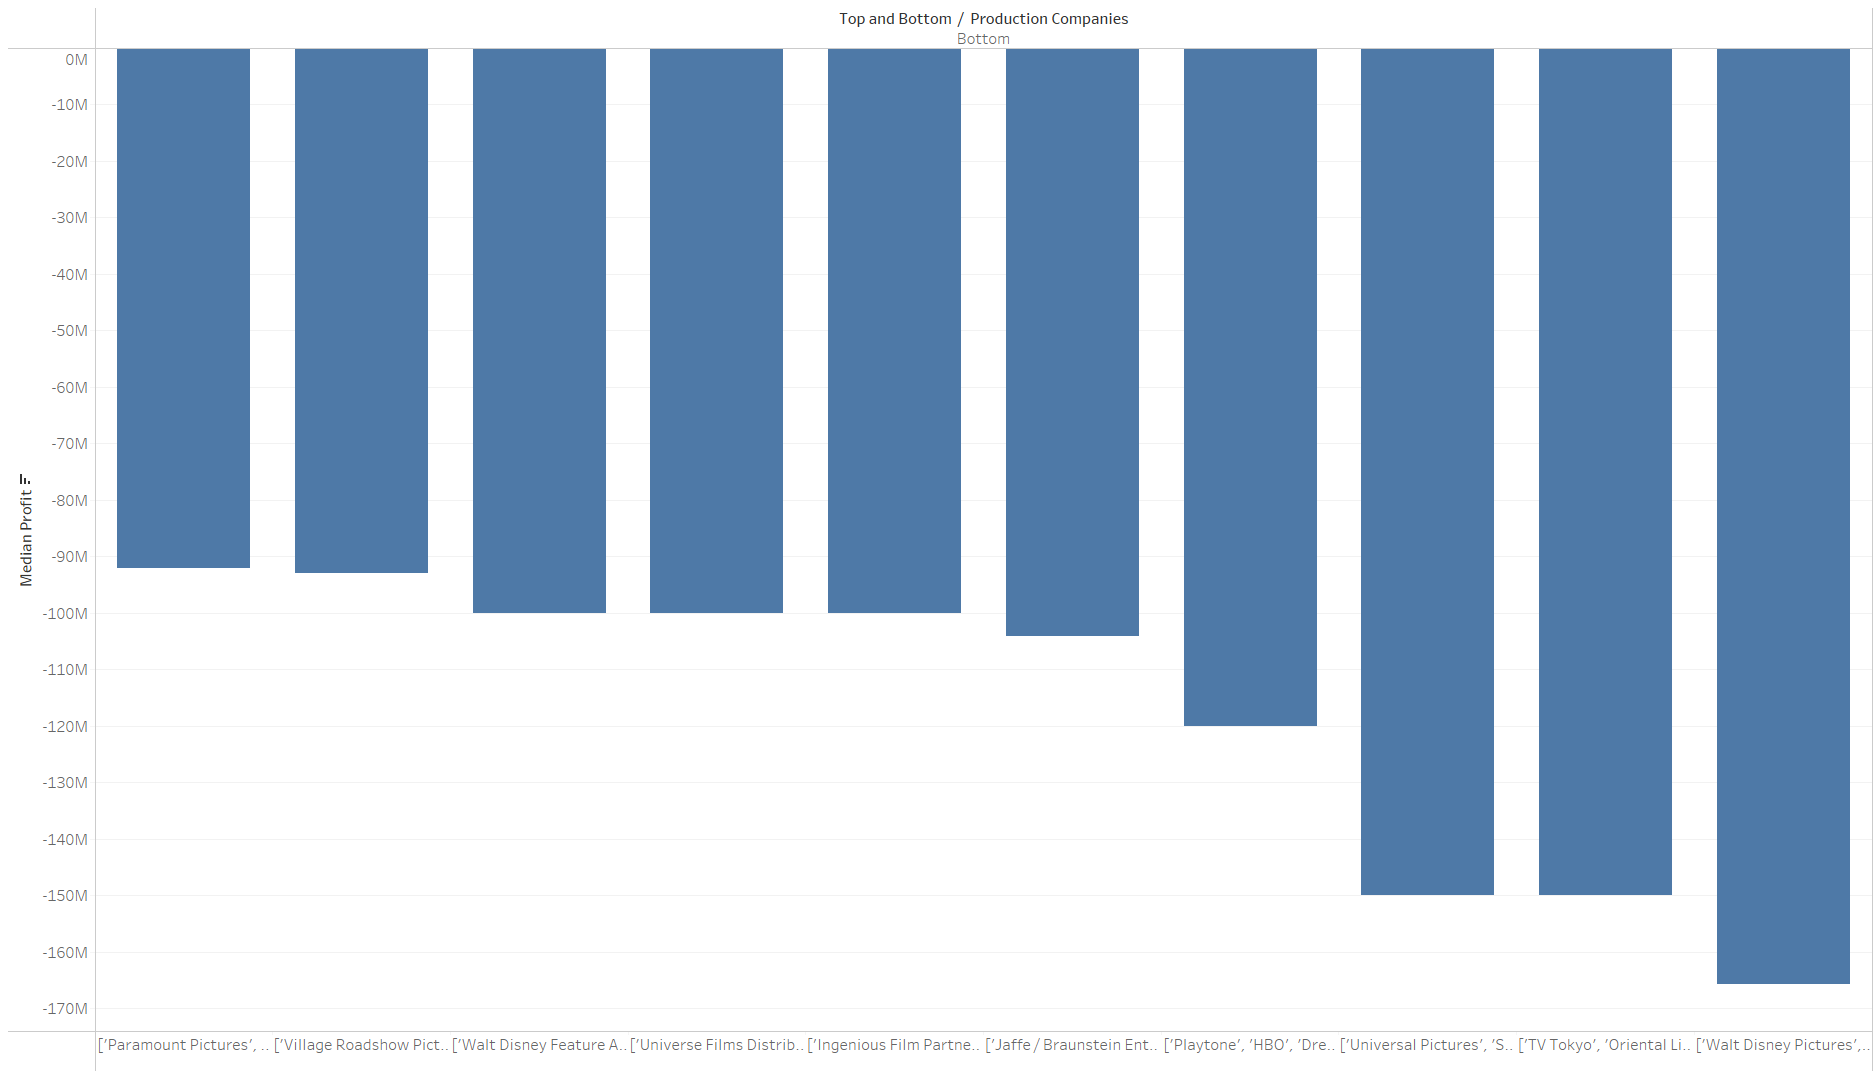 Top and Bottom / Production Companies
Bottom
0M
-10M
-20M
-30M
-40M
-50M
-60M
-70M
-80M
-90M
-100M
-110M
-120M
-130M
-140M
-150M
-160M
-170M
Median Profit
['Paramount Pictures', ..
['Village Roadshow Pict..
['Walt Disney Feature A..
['Universe Films Distrib..
['Ingenious Film Partne..
['Jaffe / Braunstein Ent..
['Playtone', 'HBO', 'Dre..
['Universal Pictures', 'S..
['TV Tokyo', 'Oriental Li..
['Walt Disney Pictures',..